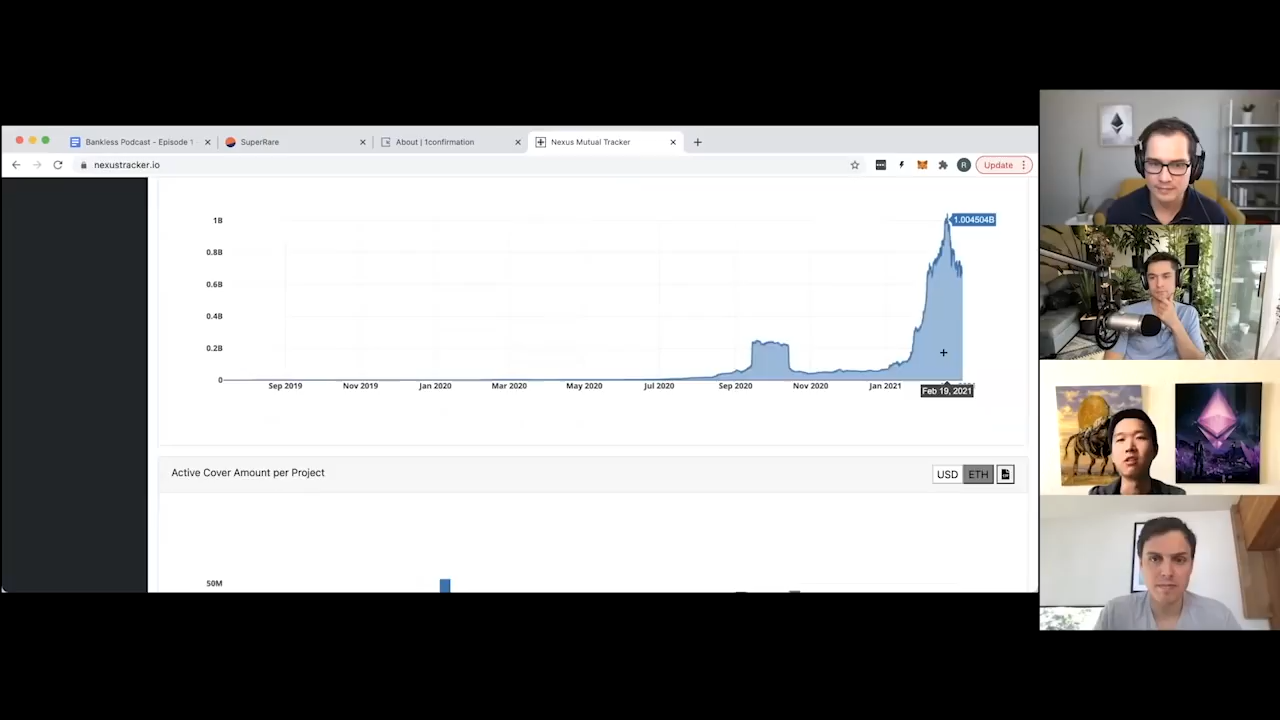 Bankless Podcast - Episode 1
SuperRare
About | 1confirmation
Nexus Mutual Tracker
nexustracker.io
R
Update
1B
1.004504B
0.8B
0.6B
0.4B
0.2B
0
Sep 2019
Nov 2019
Jan 2020
Mar 2020
May 2020
Jul 2020
Sep 2020
Nov 2020
Jan 2021
Feb 19, 2021
Active Cover Amount per Project
USD
ETH
50M